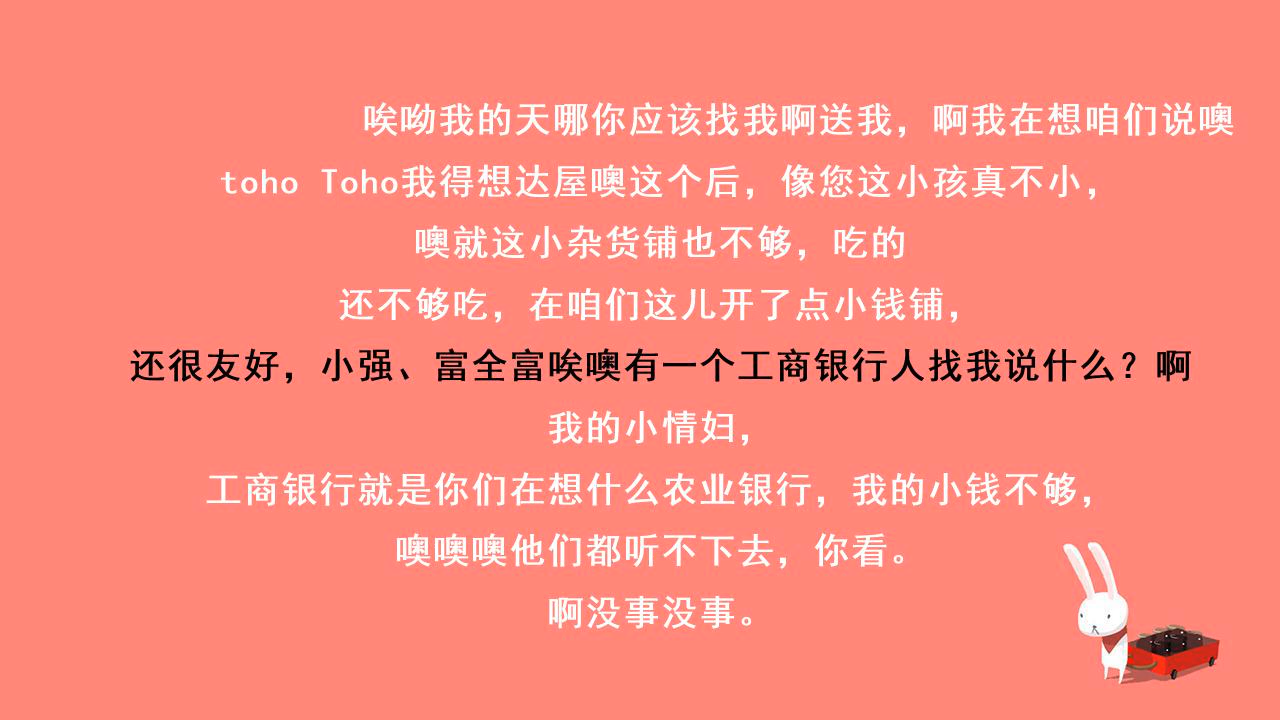 唉呦我的天哪你应该找我啊送我，啊我在想咱们说噢
toho Toho我得想达屋噢这个后，像您这小孩真不小，
噢就这小杂货铺也不够，吃的
还不够吃，在咱们这儿开了点小钱铺，
还很友好，小强、富全富唉噢有一个工商银行人找我说什么？啊
我的小情妇，
工商银行就是你们在想什么农业银行，我的小钱不够，
噢噢噢他们都听不下去，你看。
啊没事没事。